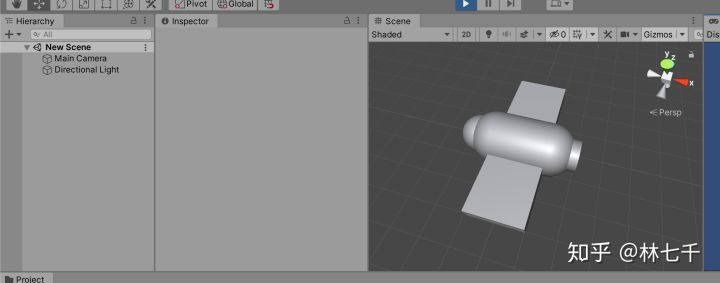 Pivot Global
Hierarchy
All
New Scene
Main Camera
Directional Light
Inspector
Scene
Shaded 2D 0 Gizmos All
y
z
x
Persp
Dis
知乎 @林七千
Project